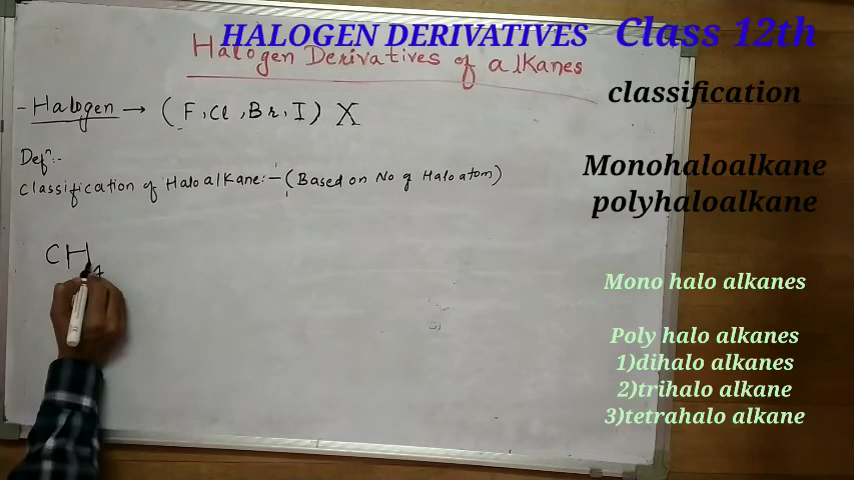 HALOGEN DERIVATIVES Class 12th
Halogen Derivatives of alkanes
classification
- Halogen → (F, Cl, Br, I) X
Monohaloalkane
polyhaloalkane
Defn:-
Classification of Haloalkane:- (Based on No of Halo atom)
CH4
Mono halo alkanes
Poly halo alkanes
1)dihalo alkanes
2)trihalo alkane
3)tetrahalo alkane